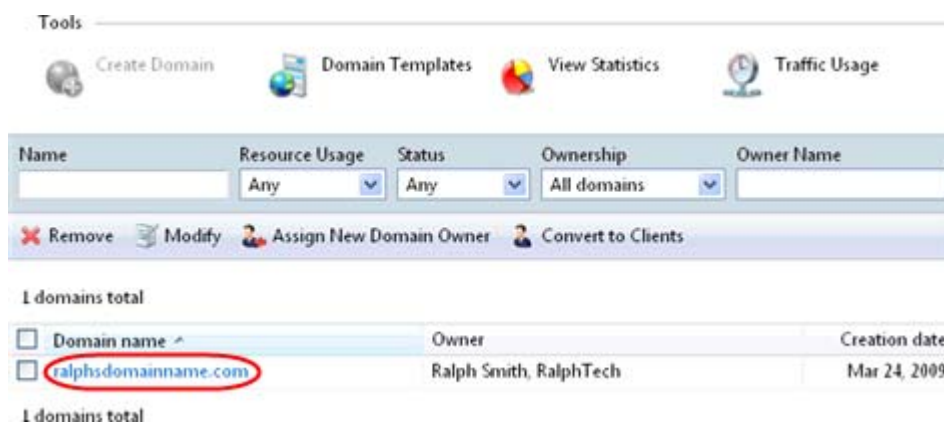 Tools
Create Domain Domain Templates View Statistics Traffic Usage
Name Resource Usage Status Ownership Owner Name
Any Any All domains
Remove Modify Assign New Domain Owner Convert to Clients
1 domains total
Domain name Owner Creation date
ralphsdomainname.com Ralph Smith, RalphTech Mar 24, 2009
1 domains total